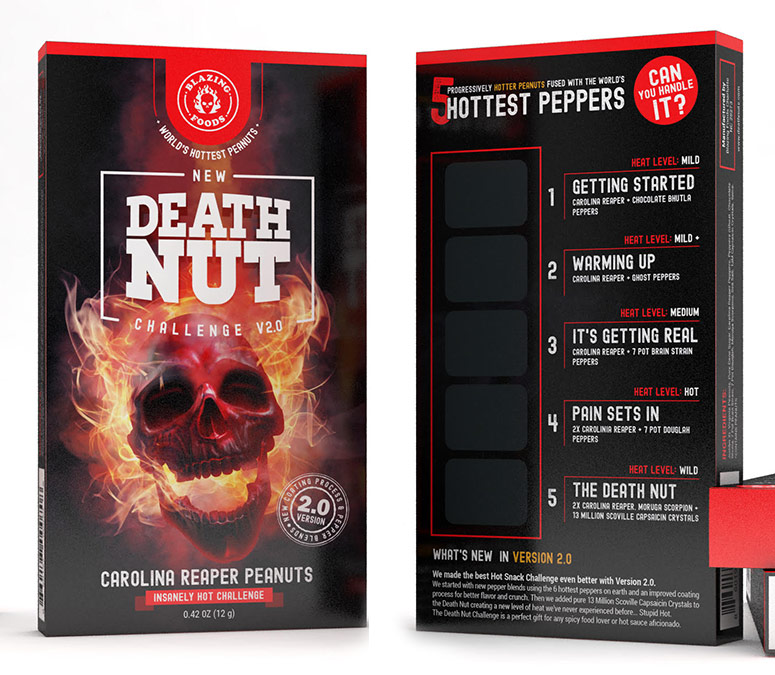 BLAZING
FOODS
• WORLD'S HOTTEST PEANUTS •
NEW
DEATH
NUT
CHALLENGE V2.0
NEW COATING PROCESS & PEPPER BLENDS
2.0
VERSION
CAROLINA REAPER PEANUTS
INSANELY HOT CHALLENGE
0.42 OZ (12 g)
5 PROGRESSIVELY HOTTER PEANUTS FUSED WITH THE WORLD'S
HOTTEST PEPPERS
CAN
YOU HANDLE
IT?
HEAT LEVEL: MILD
1 GETTING STARTED
CAROLINA REAPER • CHOCOLATE BHUTLA
PEPPERS
HEAT LEVEL: MILD +
2 WARMING UP
CAROLINA REAPER • GHOST PEPPERS
HEAT LEVEL: MEDIUM
3 IT'S GETTING REAL
CAROLINA REAPER • 7 POT BRAIN STRAIN
PEPPERS
HEAT LEVEL: HOT
4 PAIN SETS IN
2X CAROLINIA REAPER • 7 POT DOUGLAH
PEPPERS
HEAT LEVEL: WILD
5 THE DEATH NUT
2X CAROLINA REAPER, MORUGA SCORPION •
13 MILLION SCOVILLE CAPSAICIN CRYSTALS
WHAT'S NEW IN VERSION 2.0
We made the best Hot Snack Challenge even better with Version 2.0.
We started with new pepper blends using the 6 hottest peppers on earth and an improved coating
process for better flavor and crunch. Then we added pure 13 Million Scoville Capsaicin Crystals to
the Death Nut creating a new level of heat we've never experienced before... Stupid Hot.
The Death Nut Challenge is a perfect gift for any spicy food lover or hot sauce aficionado.
Manufactured by
INGREDIENTS: